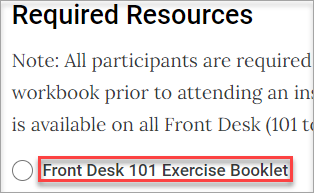 Required Resources
Note: All participants are required
workbook prior to attending an ins
is available on all Front Desk (101 to
Front Desk 101 Exercise Booklet